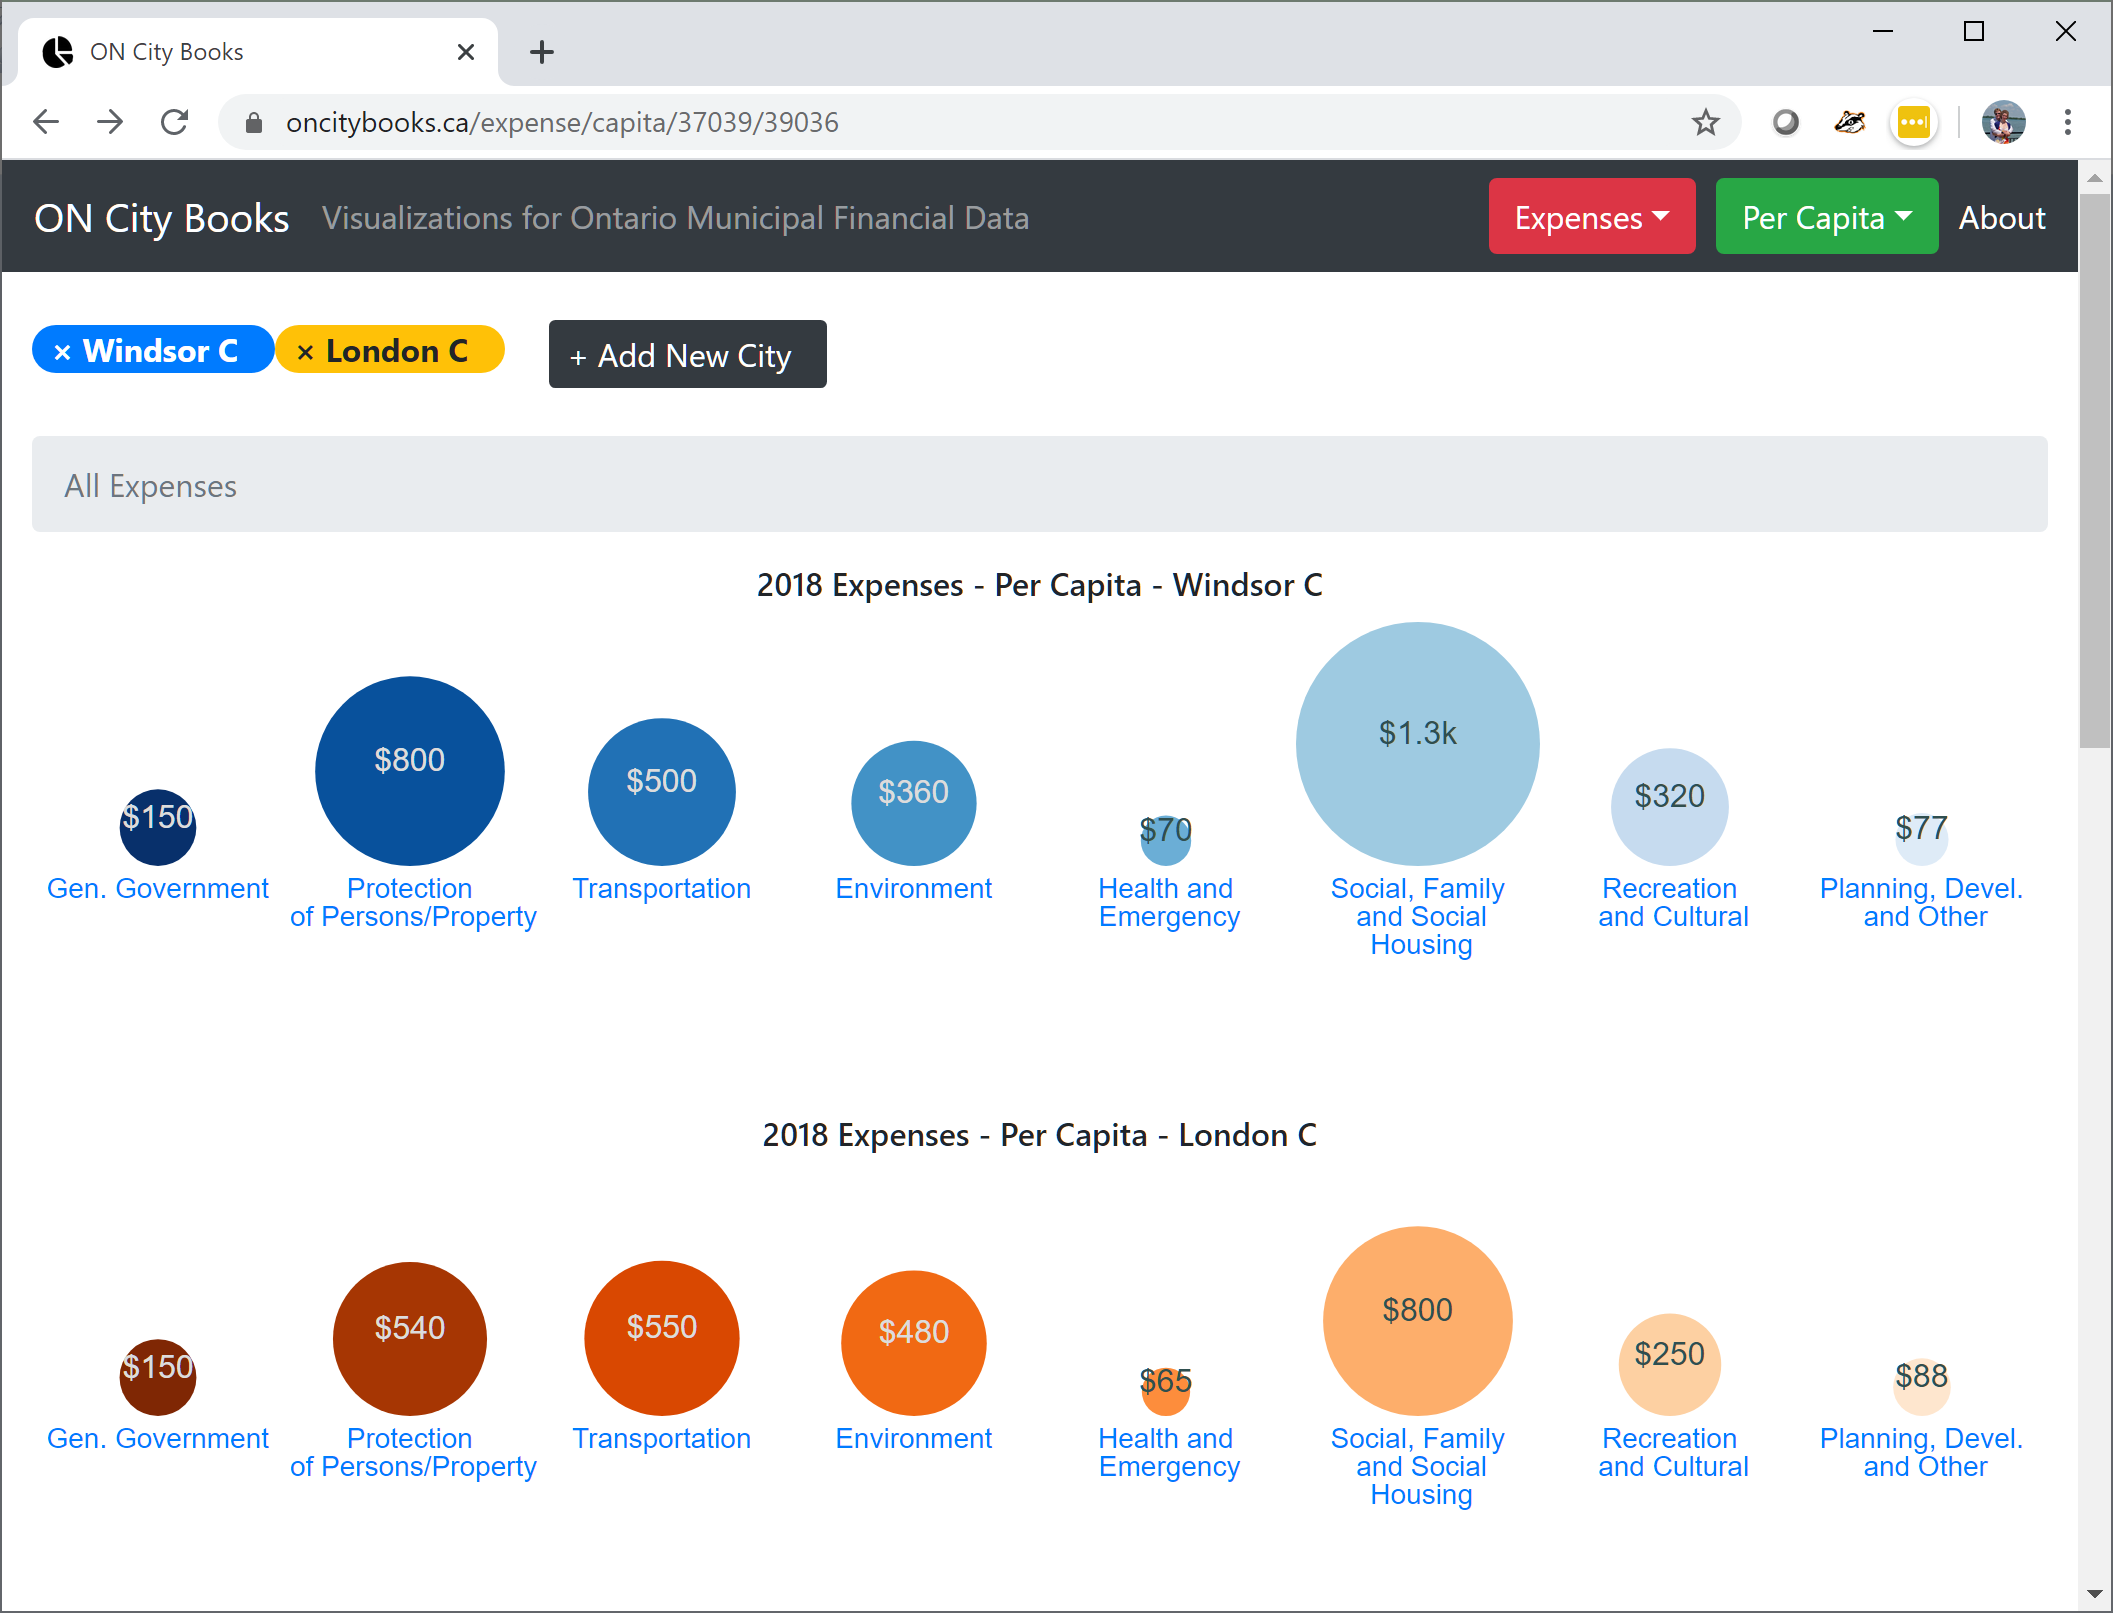 ON City Books
oncitybooks.ca/expense/capita/37039/39036
ON City Books Visualizations for Ontario Municipal Financial Data Expenses Per Capita About
× Windsor C × London C + Add New City
All Expenses
2018 Expenses - Per Capita - Windsor C
$150 $800 $500 $360 $70 $1.3k $320 $77
Gen. Government Protection Transportation Environment Health and Social, Family Recreation Planning, Devel.
of Persons/Property Emergency and Social and Cultural and Other
Housing
2018 Expenses - Per Capita - London C
$150 $540 $550 $480 $65 $800 $250 $88
Gen. Government Protection Transportation Environment Health and Social, Family Recreation Planning, Devel.
of Persons/Property Emergency and Social and Cultural and Other
Housing